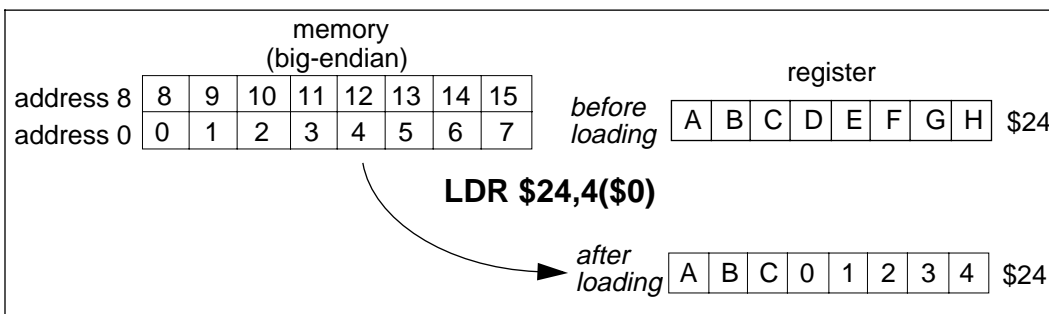 memory
(big-endian)
register
address 8 8 9 10 11 12 13 14 15
address 0 0 1 2 3 4 5 6 7
before
loading A B C D E F G H $24
LDR $24,4($0)
after
loading A B C 0 1 2 3 4 $24